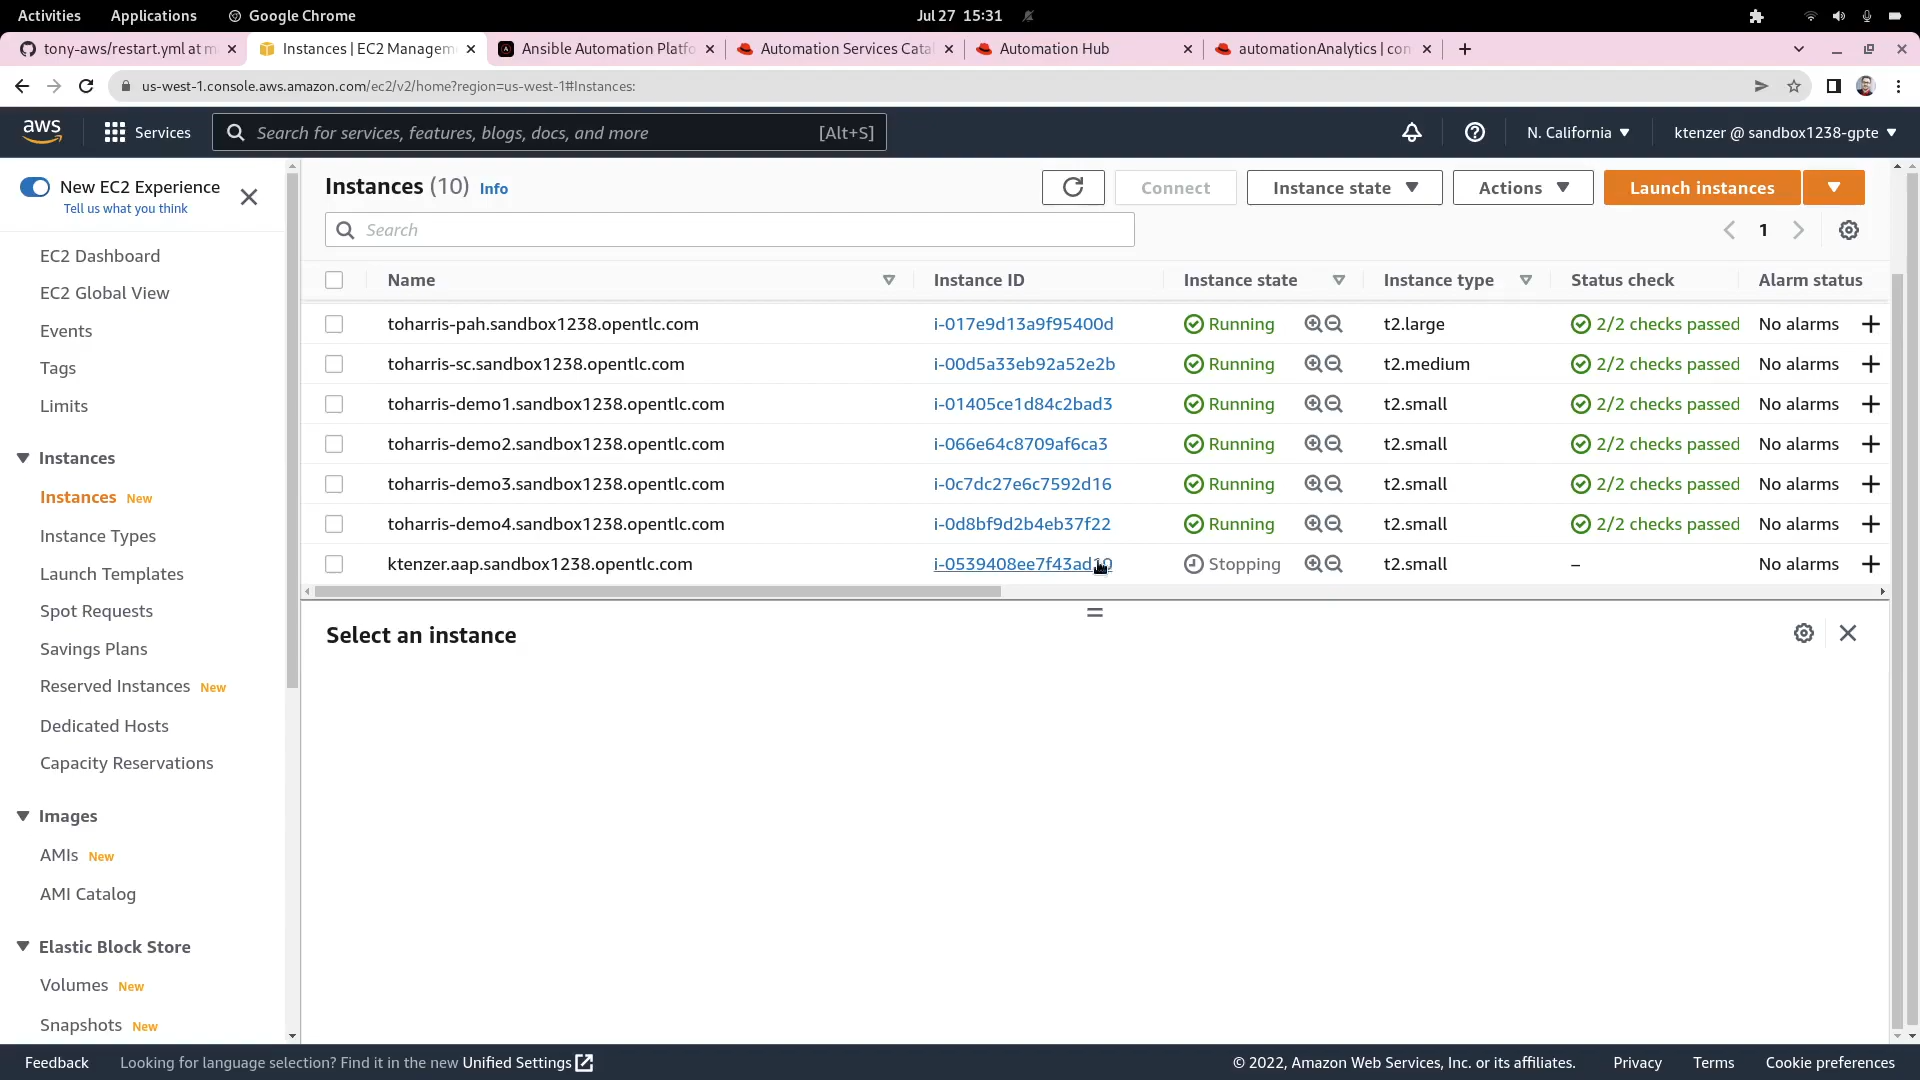 Activities
Applications
Google Chrome
Jul 27 15:31
tony-aws/restart.yml at m
Instances | EC2 Managem
Ansible Automation Platfo
Automation Services Cata
Automation Hub
automationAnalytics | con
us-west-1.console.aws.amazon.com/ec2/v2/home?region=us-west-1#Instances:
aws
Services
Search for services, features, blogs, docs, and more [Alt+S]
N. California
ktenzer @ sandbox1238-gpte
New EC2 Experience
Tell us what you think
EC2 Dashboard
EC2 Global View
Events
Tags
Limits
Instances
Instances New
Instance Types
Launch Templates
Spot Requests
Savings Plans
Reserved Instances New
Dedicated Hosts
Capacity Reservations
Images
AMIs New
AMI Catalog
Elastic Block Store
Volumes New
Snapshots New
Instances (10) Info
Connect
Instance state
Actions
Launch instances
Search
1
Name Instance ID Instance state Instance type Status check Alarm status
toharris-pah.sandbox1238.opentlc.com i-017e9d13a9f95400d Running t2.large 2/2 checks passed No alarms
toharris-sc.sandbox1238.opentlc.com i-00d5a33eb92a52e2b Running t2.medium 2/2 checks passed No alarms
toharris-demo1.sandbox1238.opentlc.com i-01405ce1d84c2bad3 Running t2.small 2/2 checks passed No alarms
toharris-demo2.sandbox1238.opentlc.com i-066e64c8709af6ca3 Running t2.small 2/2 checks passed No alarms
toharris-demo3.sandbox1238.opentlc.com i-0c7dc27e6c7592d16 Running t2.small 2/2 checks passed No alarms
toharris-demo4.sandbox1238.opentlc.com i-0d8bf9d2b4eb37f22 Running t2.small 2/2 checks passed No alarms
ktenzer.aap.sandbox1238.opentlc.com Stopping t2.small – No alarms
Select an instance
Feedback
Looking for language selection? Find it in the new Unified Settings
© 2022, Amazon Web Services, Inc. or its affiliates.
Privacy
Terms
Cookie preferences